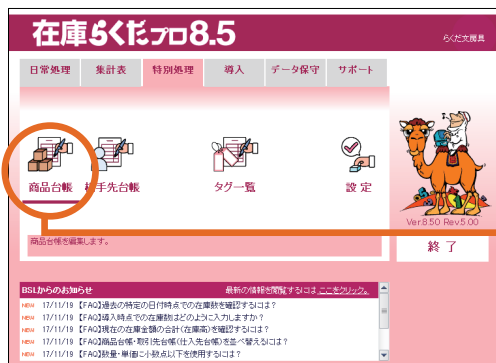 在庫らくだプロ8.5
らくだ文房具
日常処理 集計表 特別処理 導入 データ保守 サポート
商品台帳 相手先台帳 タグ一覧 設定
Ver.8.50 Rev5.00
商品台帳を編集します。
終了
BSLからのお知らせ 最新の情報を閲覧するには、ここをクリック。
NEW 17/11/19 【FAQ】過去の特定の日付時点での在庫数を確認するには？
NEW 17/11/19 【FAQ】導入時点での在庫数はどのように入力しますか？
NEW 17/11/19 【FAQ】現在の在庫金額の合計(在庫高)を確認するには？
NEW 17/11/19 【FAQ】商品台帳・取引先台帳(仕入先台帳)を並べ替えるには？
NEW 17/11/19 【FAQ】数量・単価に小数点以下を使用するには？